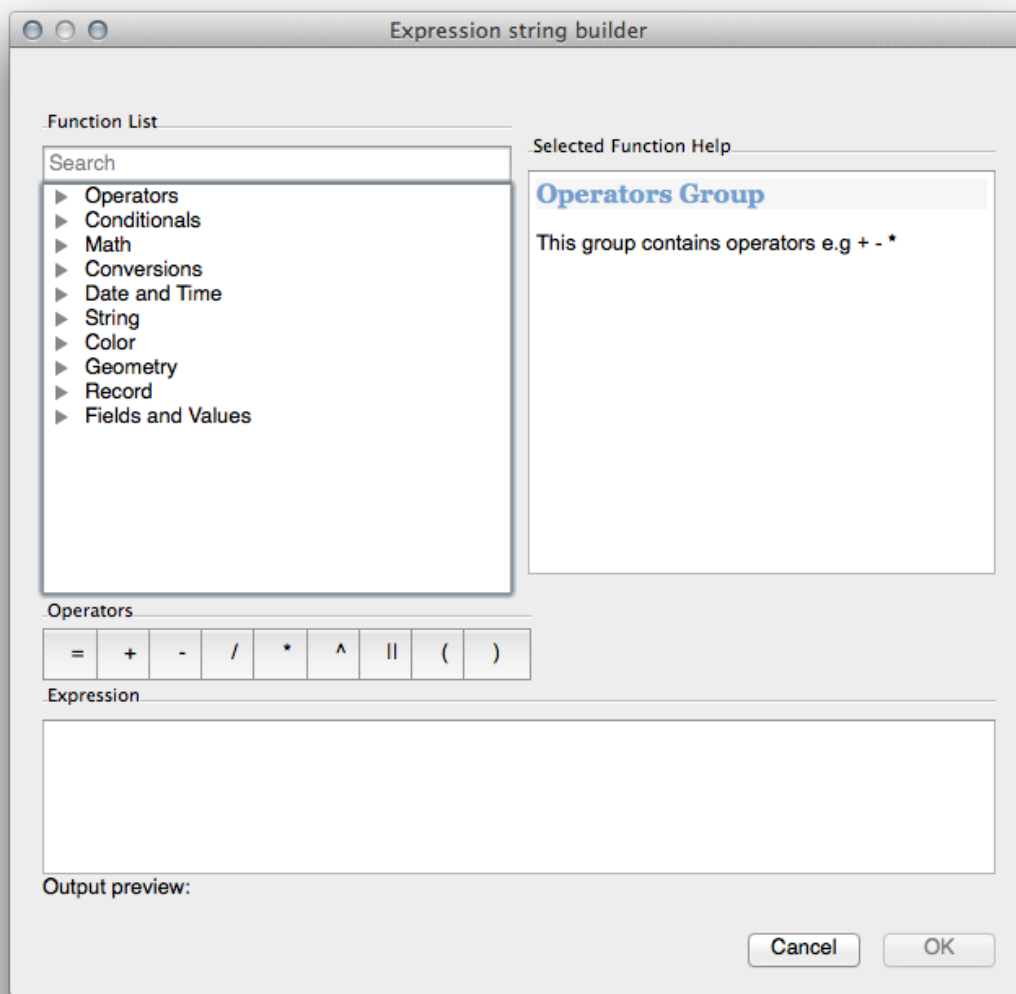 Expression string builder
Function List
Search
Operators
Conditionals
Math
Conversions
Date and Time
String
Color
Geometry
Record
Fields and Values
Selected Function Help
Operators Group
This group contains operators e.g + - *
Operators
= + - / * ^ || ( )
Expression
Output preview:
Cancel OK